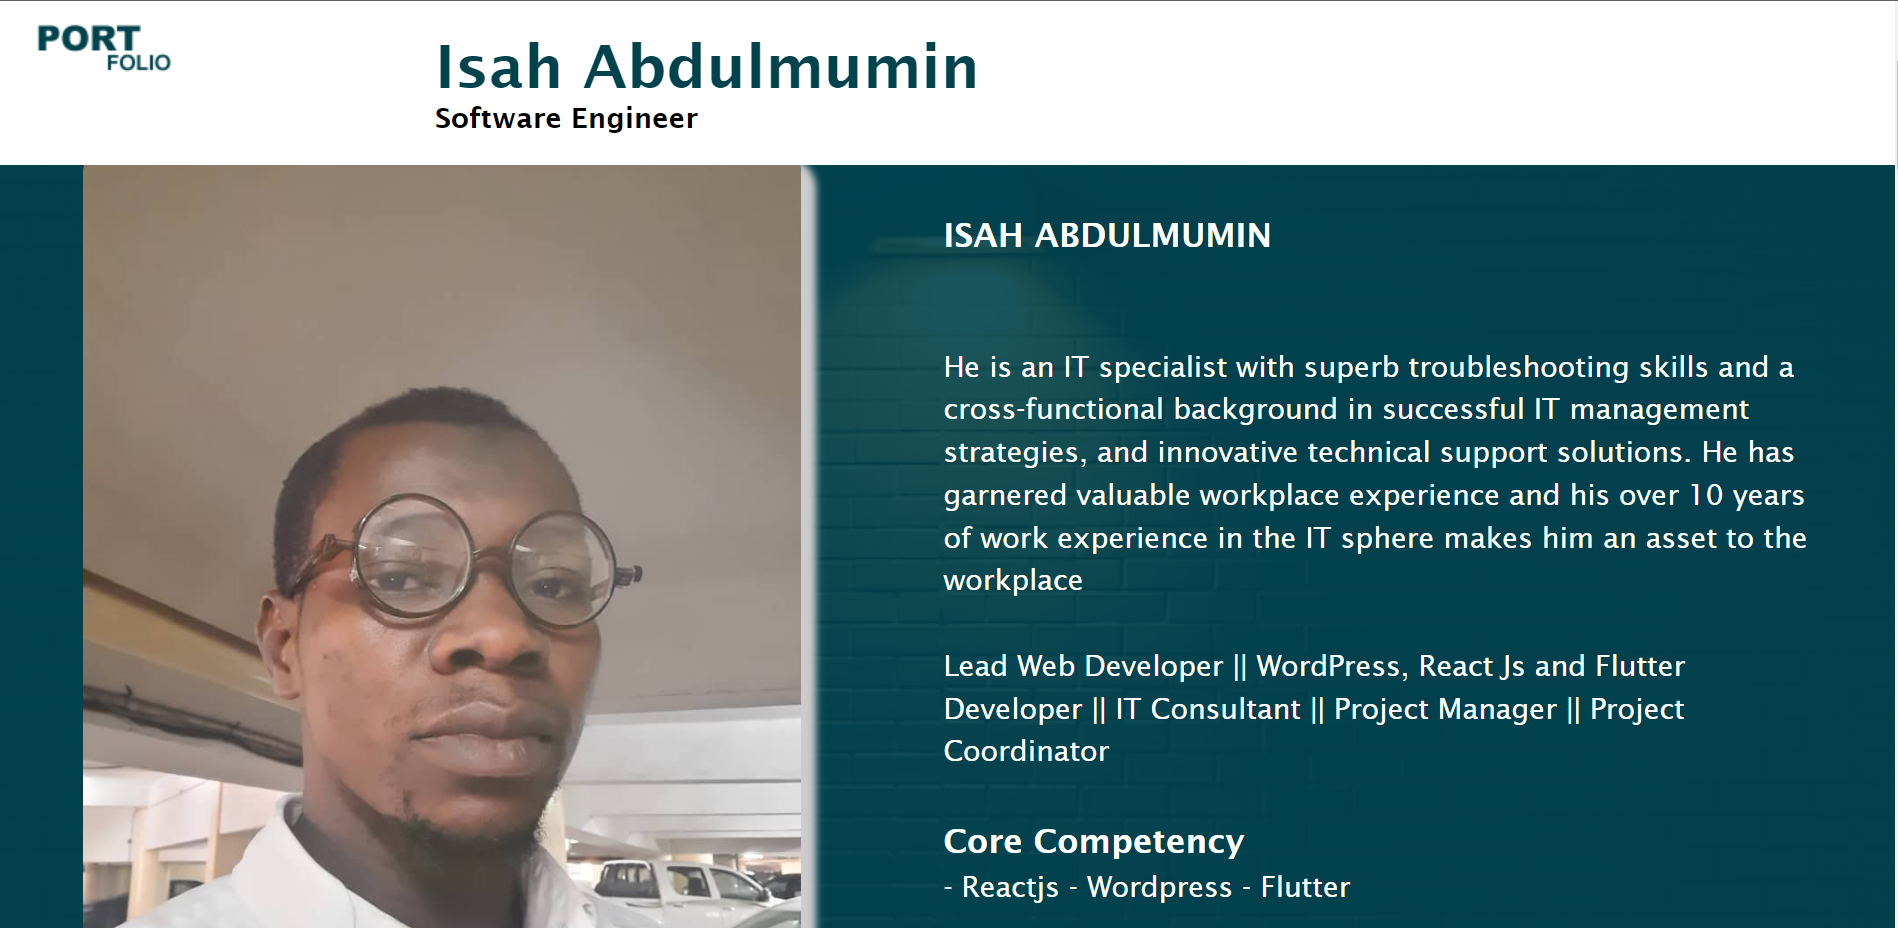 PORT
FOLIO
Isah Abdulmumin
Software Engineer
ISAH ABDULMUMIN
He is an IT specialist with superb troubleshooting skills and a
cross-functional background in successful IT management
strategies, and innovative technical support solutions. He has
garnered valuable workplace experience and his over 10 years
of work experience in the IT sphere makes him an asset to the
workplace
Lead Web Developer || WordPress, React Js and Flutter
Developer || IT Consultant || Project Manager || Project
Coordinator
Core Competency
- Reactjs - Wordpress - Flutter